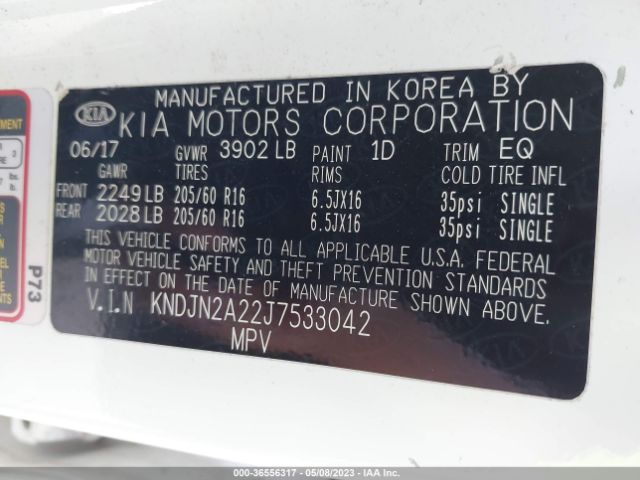 MANUFACTURED IN KOREA BY
KIA KIA MOTORS CORPORATION
06/17 GVWR 3902 LB PAINT 1D TRIM EQ
GAWR TIRES RIMS COLD TIRE INFL
FRONT 2249 LB 205/60 R16 6.5JX16 35psi SINGLE
REAR 2028 LB 205/60 R16 6.5JX16 35psi SINGLE
THIS VEHICLE CONFORMS TO ALL APPLICABLE U.S.A. FEDERAL
MOTOR VEHICLE SAFETY AND THEFT PREVENTION STANDARDS
IN EFFECT ON THE DATE OF MANUFACTURE SHOWN ABOVE.
V.I.N KNDJN2A22J7533042
MPV
P73
000-36556317 - 05/08/2023 - IAAI.com